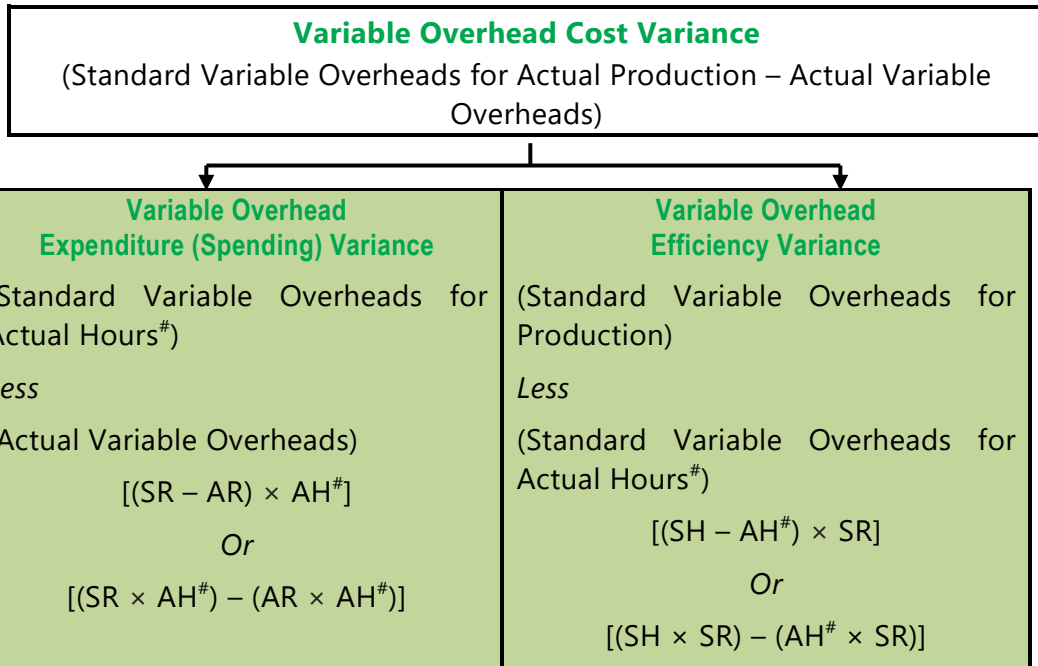 Variable Overhead Cost Variance
(Standard Variable Overheads for Actual Production – Actual Variable
Overheads)
Variable Overhead
Expenditure (Spending) Variance
Standard Variable Overheads for
Actual Hours#)
ess
Actual Variable Overheads)
[(SR – AR) × AH#]
Or
[(SR × AH#) – (AR × AH#)]
Variable Overhead
Efficiency Variance
(Standard Variable Overheads for
Production)
Less
(Standard Variable Overheads for
Actual Hours#)
[(SH – AH#) × SR]
Or
[(SH × SR) – (AH# × SR)]